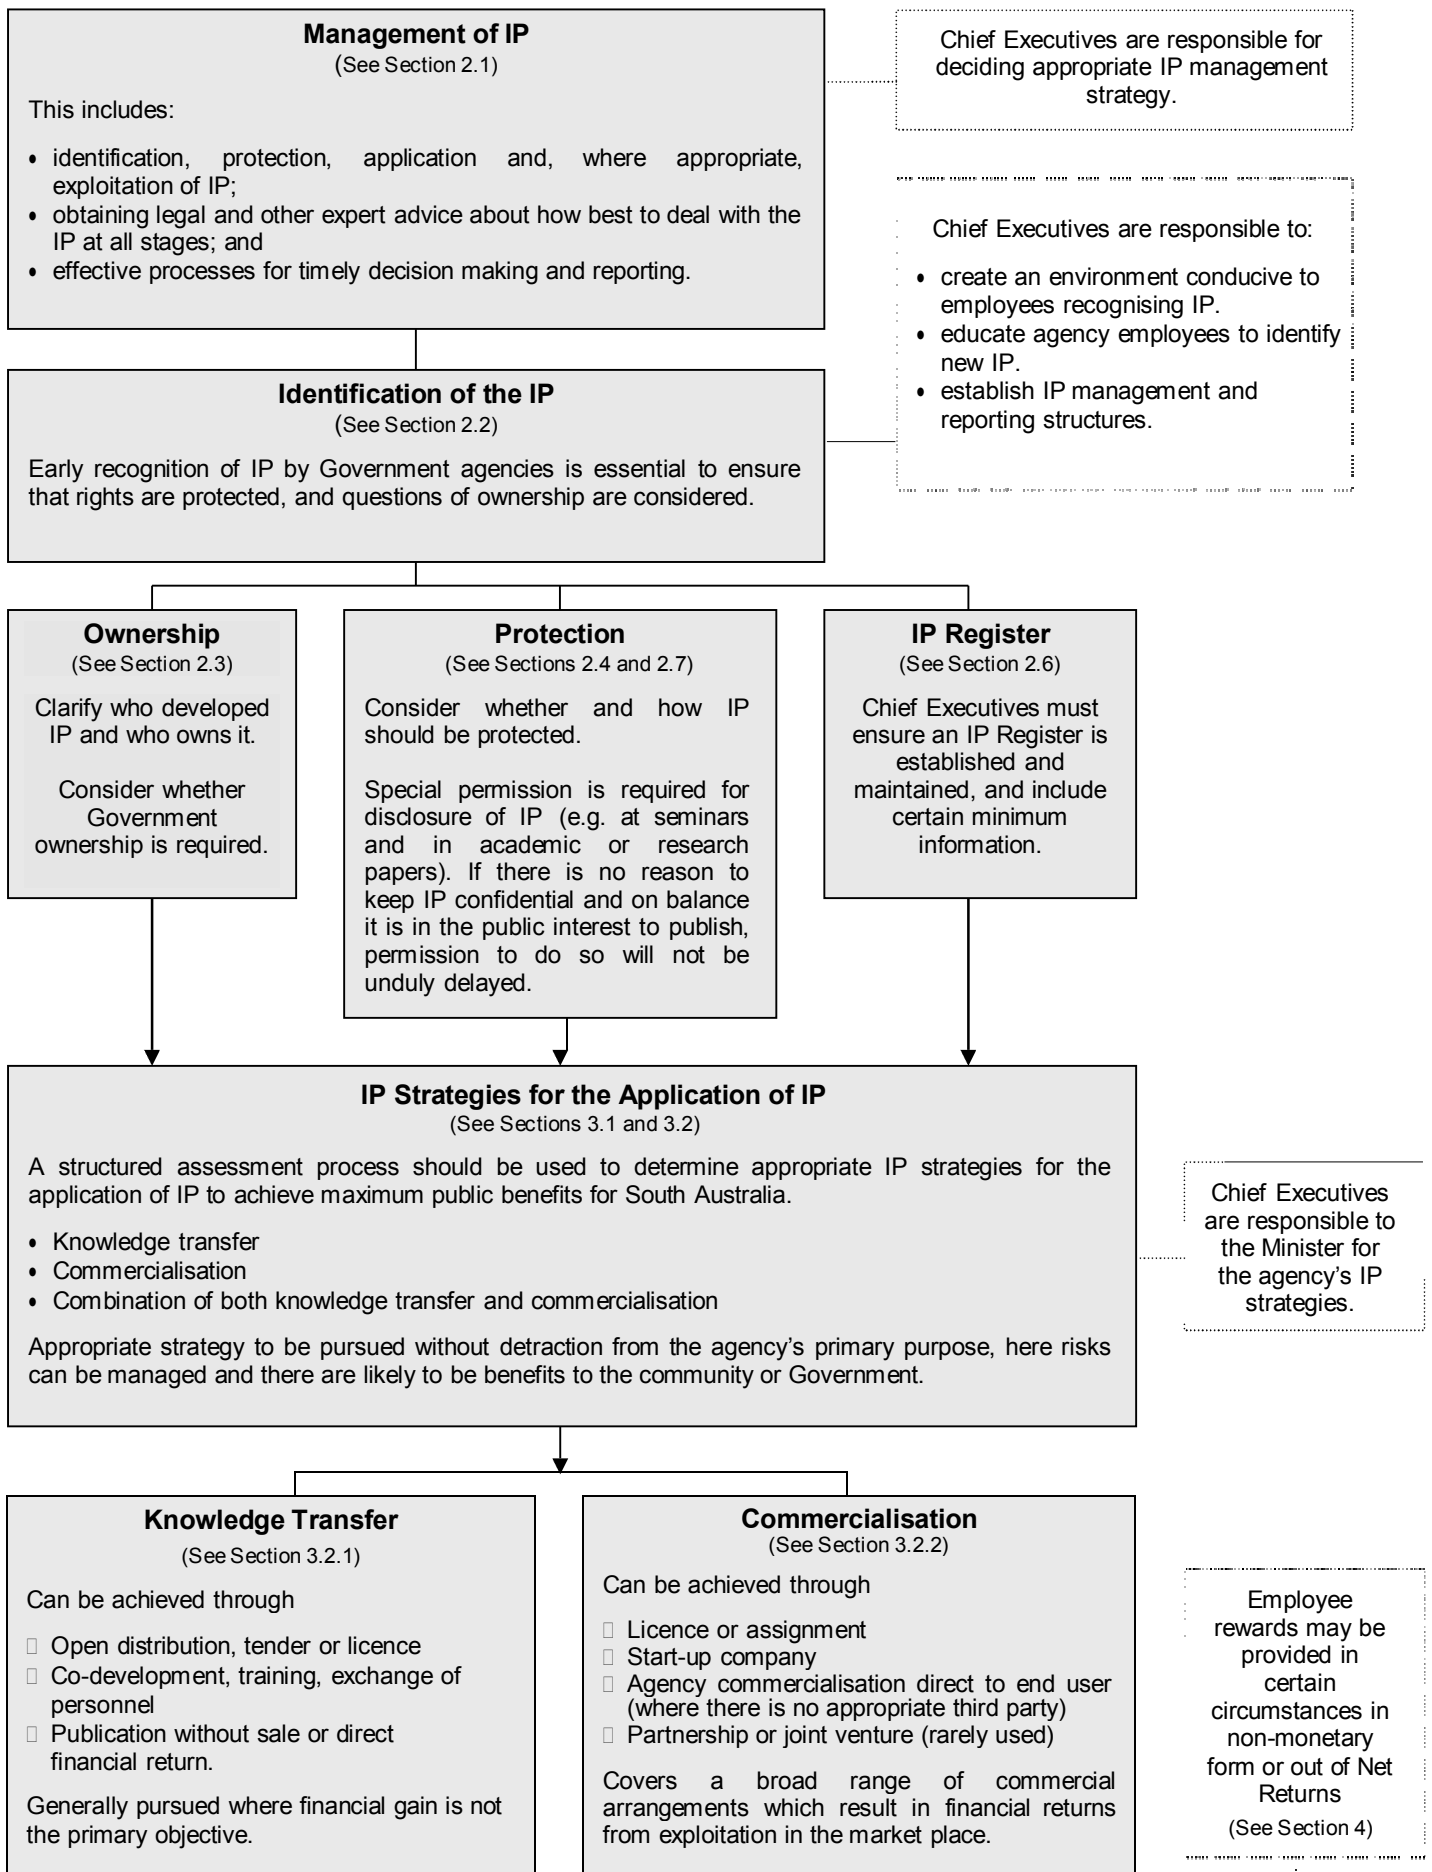 Management of IP
(See Section 2.1)
This includes:
• identification, protection, application and, where appropriate,
exploitation of IP;
• obtaining legal and other expert advice about how best to deal with the
IP at all stages; and
• effective processes for timely decision making and reporting.
Chief Executives are responsible for
deciding appropriate IP management
strategy.
Chief Executives are responsible to:
• create an environment conducive to
employees recognising IP.
• educate agency employees to identify
new IP.
• establish IP management and
reporting structures.
Identification of the IP
(See Section 2.2)
Early recognition of IP by Government agencies is essential to ensure
that rights are protected, and questions of ownership are considered.
Ownership
(See Section 2.3)
Clarify who developed
IP and who owns it.
Consider whether
Government
ownership is required.
Protection
(See Sections 2.4 and 2.7)
Consider whether and how IP
should be protected.
Special permission is required for
disclosure of IP (e.g. at seminars
and in academic or research
papers). If there is no reason to
keep IP confidential and on balance
it is in the public interest to publish,
permission to do so will not be
unduly delayed.
IP Register
(See Section 2.6)
Chief Executives must
ensure an IP Register is
established and
maintained, and include
certain minimum
information.
IP Strategies for the Application of IP
(See Sections 3.1 and 3.2)
A structured assessment process should be used to determine appropriate IP strategies for the
application of IP to achieve maximum public benefits for South Australia.
• Knowledge transfer
• Commercialisation
• Combination of both knowledge transfer and commercialisation
Appropriate strategy to be pursued without detraction from the agency's primary purpose, here risks
can be managed and there are likely to be benefits to the community or Government.
Chief Executives
are responsible to
the Minister for
the agency's IP
strategies.
Knowledge Transfer
(See Section 3.2.1)
Can be achieved through
Open distribution, tender or licence
Co-development, training, exchange of
personnel
Publication without sale or direct
financial return.
Generally pursued where financial gain is not
the primary objective.
Commercialisation
(See Section 3.2.2)
Can be achieved through
Licence or assignment
Start-up company
Agency commercialisation direct to end user
(where there is no appropriate third party)
Partnership or joint venture (rarely used)
Covers a broad range of commercial
arrangements which result in financial returns
from exploitation in the market place.
Employee
rewards may be
provided in
certain
circumstances in
non-monetary
form or out of Net
Returns
(See Section 4)